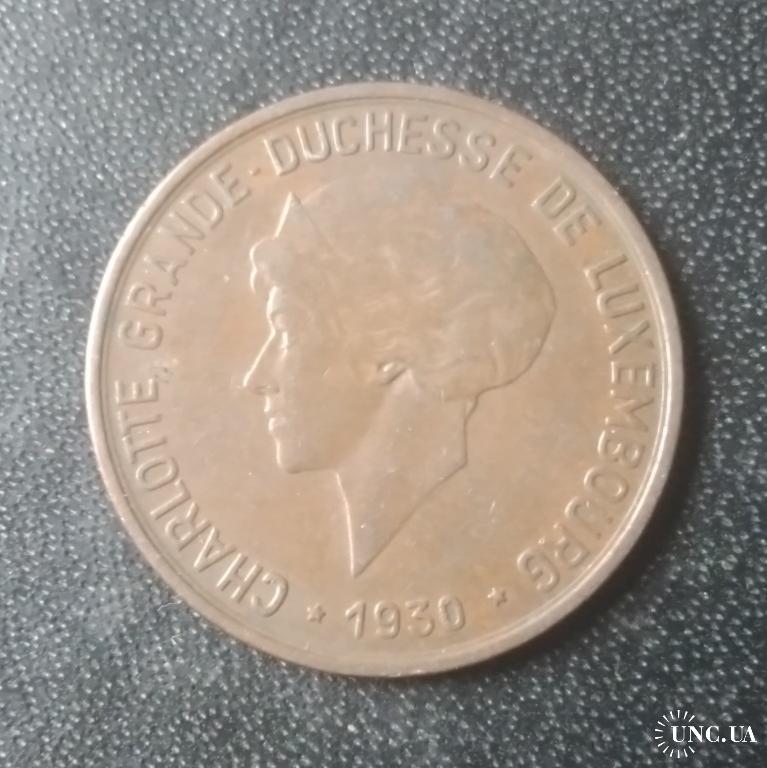 CHARLOTTE, GRANDE-DUCHESSE DE LUXEMBOURG
* 1930 *
UNC.UA